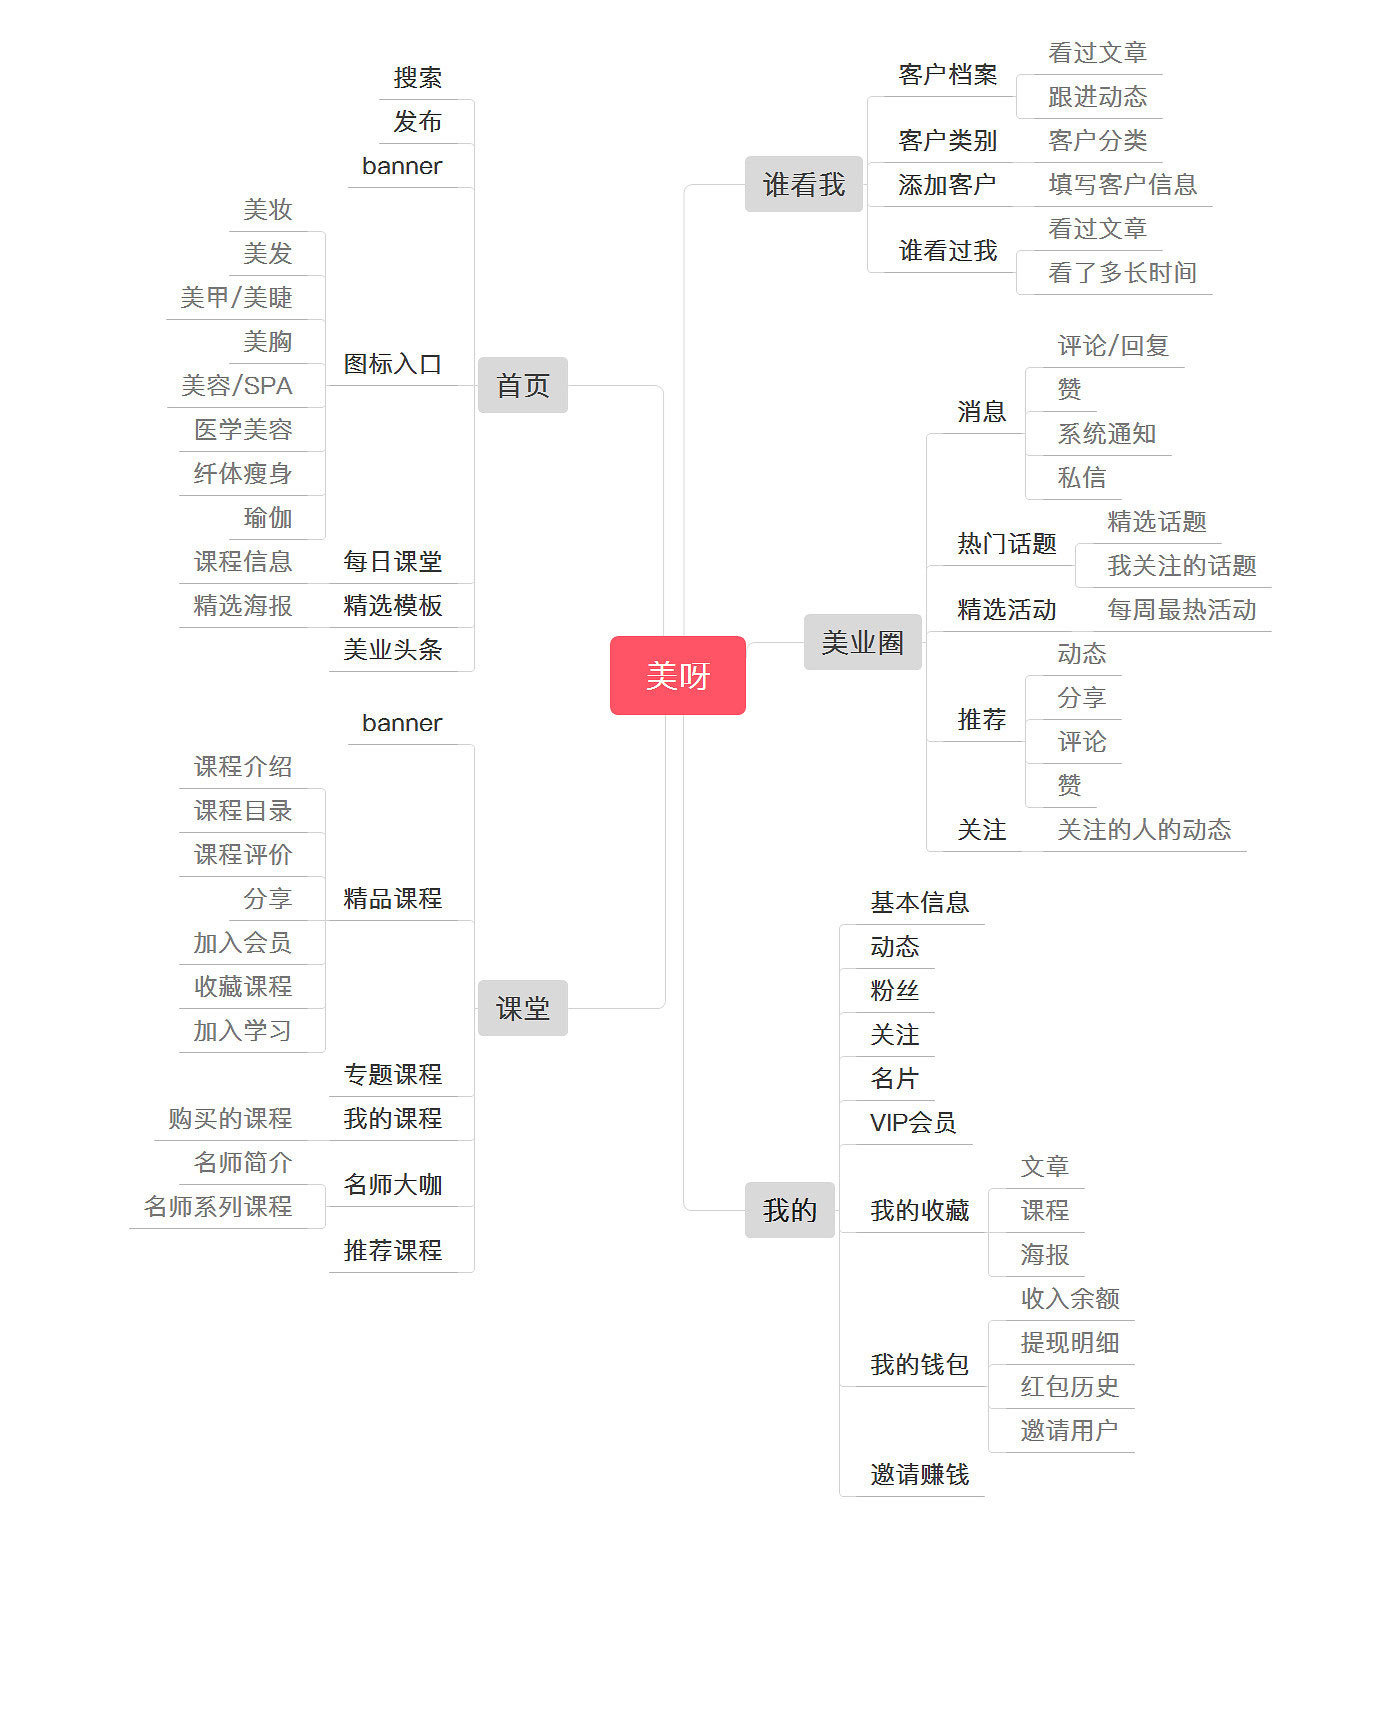 美呀
首页
搜索
发布
banner
图标入口
美妆
美发
美甲/美睫
美胸
美容/SPA
医学美容
纤体瘦身
瑜伽
每日课堂
课程信息
精选模板
精选海报
美业头条
课堂
banner
精品课程
课程介绍
课程目录
课程评价
分享
加入会员
收藏课程
加入学习
专题课程
我的课程
购买的课程
名师大咖
名师简介
名师系列课程
推荐课程
谁看我
客户档案
看过文章
跟进动态
客户类别
客户分类
添加客户
填写客户信息
谁看过我
看过文章
看了多长时间
美业圈
消息
评论/回复
赞
系统通知
私信
热门话题
精选话题
我关注的话题
精选活动
每周最热活动
推荐
动态
分享
评论
赞
关注
关注的人的动态
我的
基本信息
动态
粉丝
关注
名片
VIP会员
我的收藏
文章
课程
海报
我的钱包
收入余额
提现明细
红包历史
邀请用户
邀请赚钱